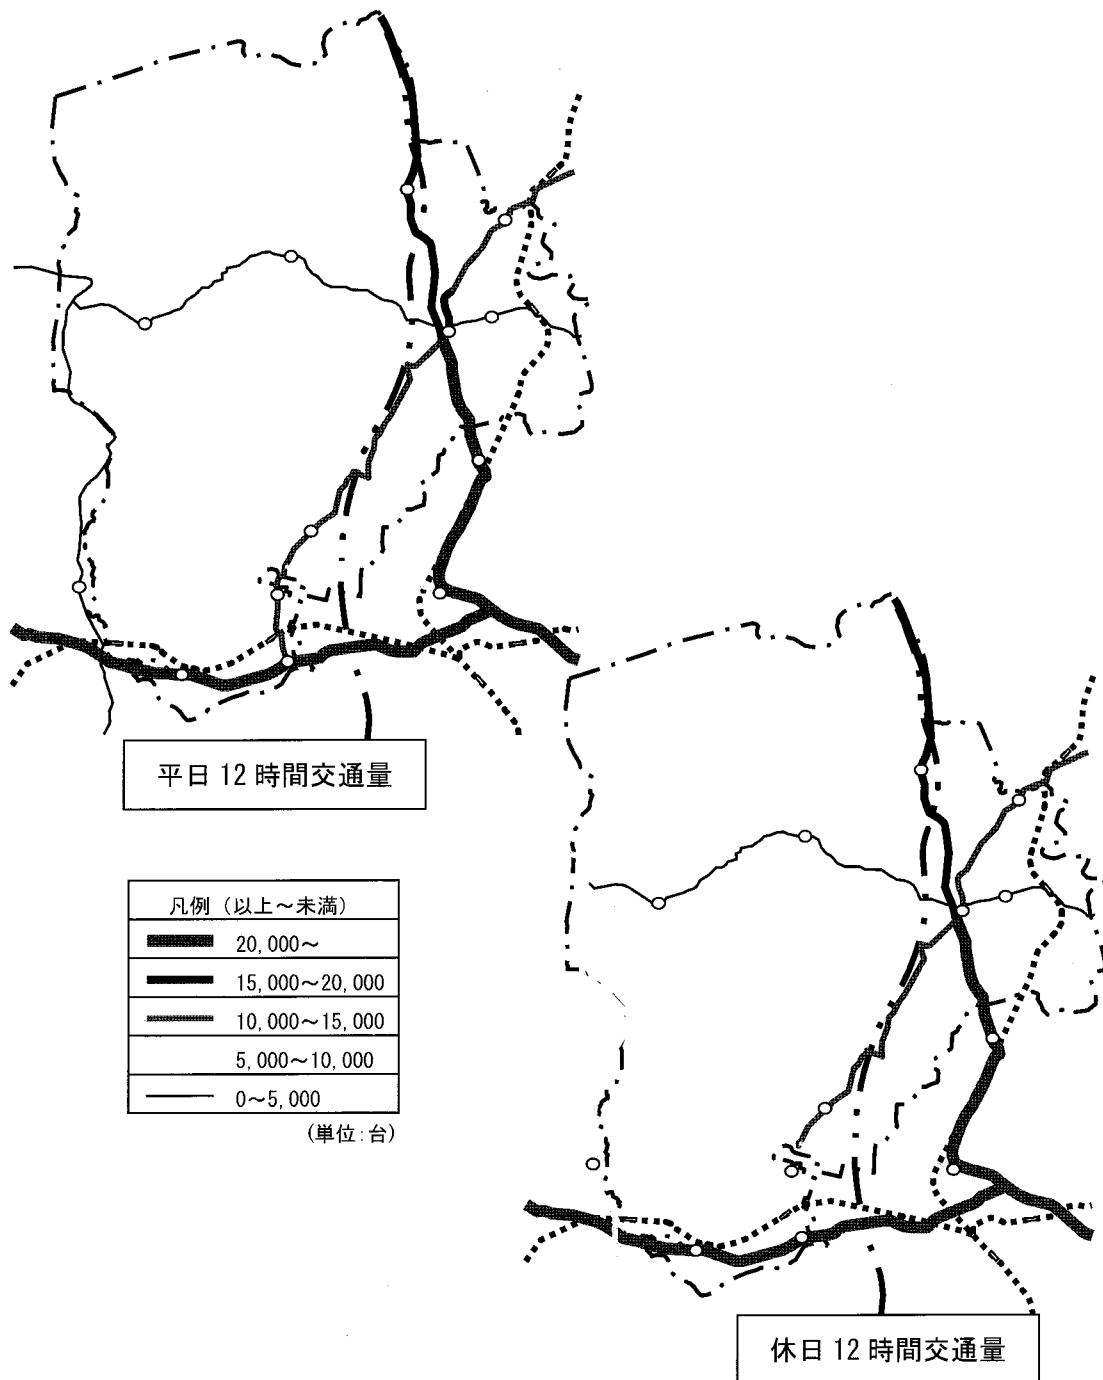 平日 12 時間交通量
凡例 (以上～未満)
20,000～
15,000～20,000
10,000～15,000
5,000～10,000
0～5,000
(単位:台)
休日 12 時間交通量